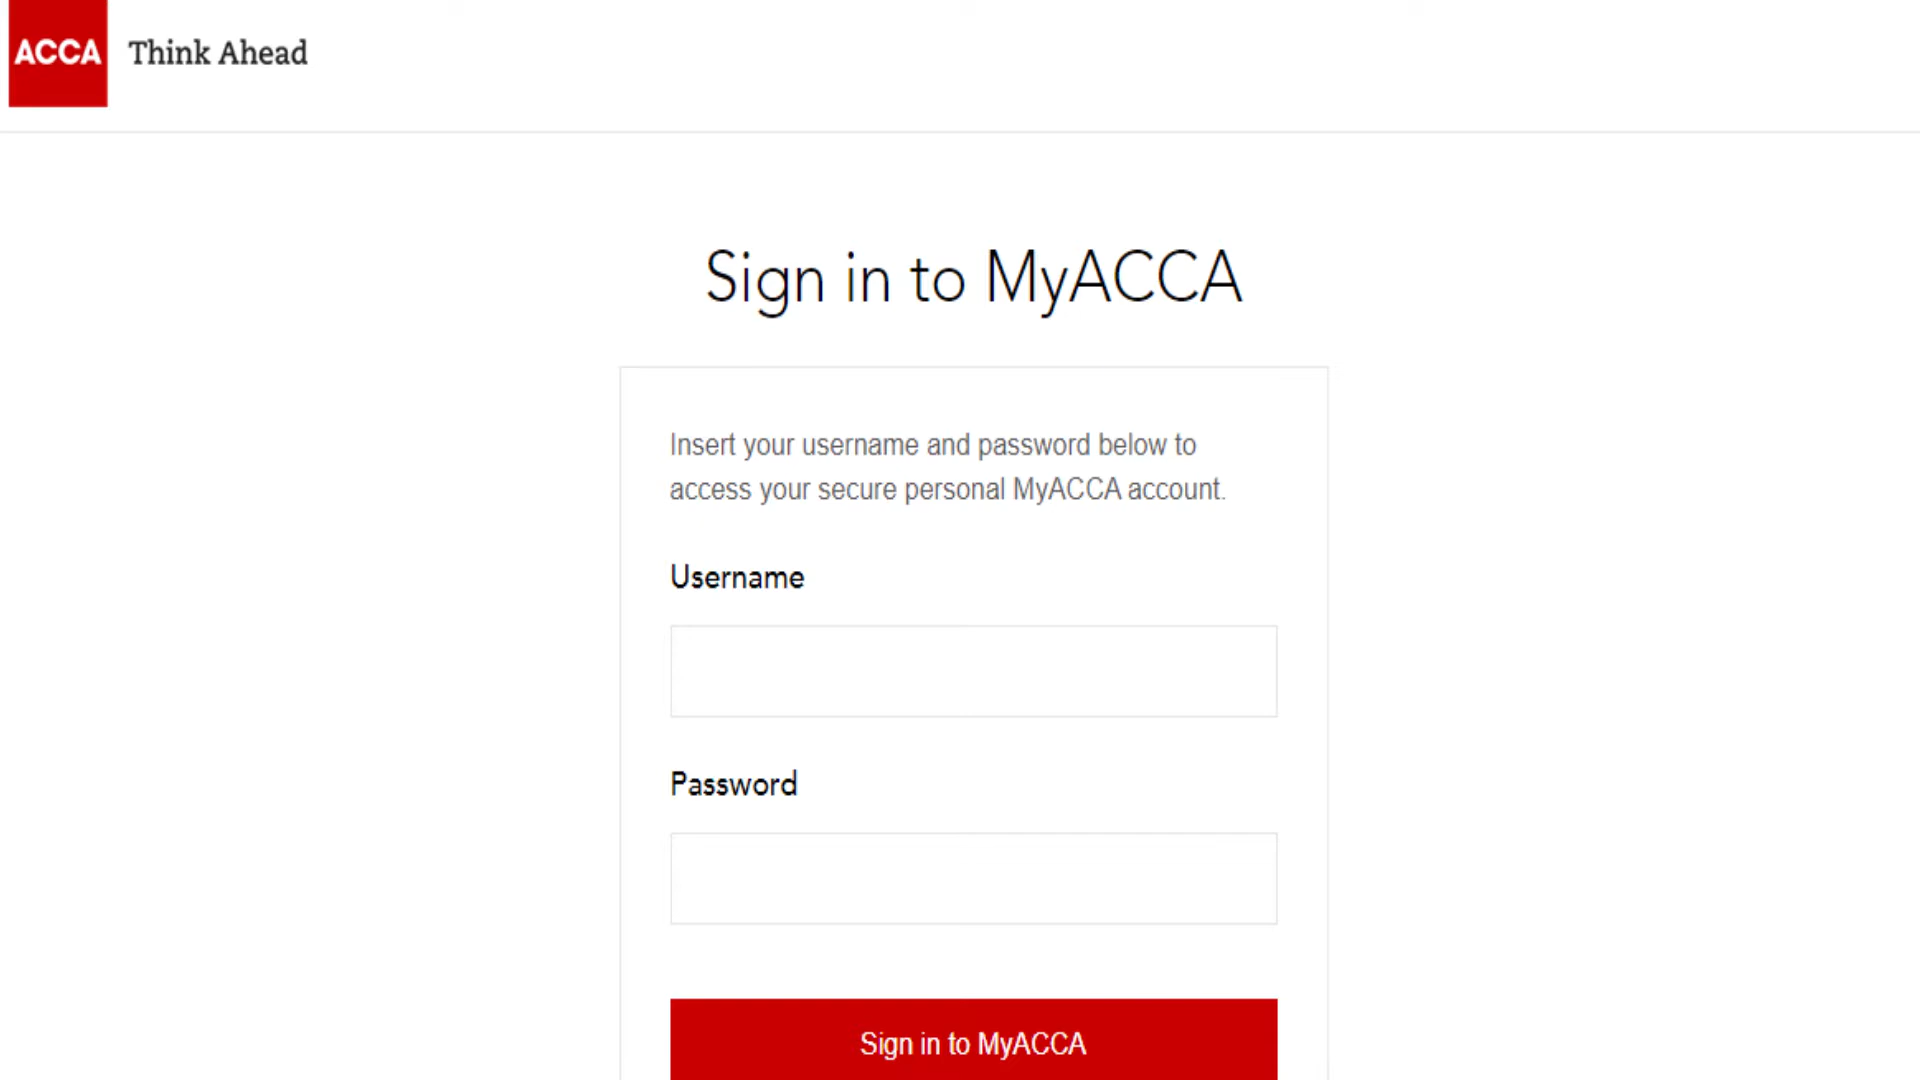 ACCA Think Ahead
Sign in to MyACCA
Insert your username and password below to
access your secure personal MyACCA account.
Username
Password
Sign in to MyACCA